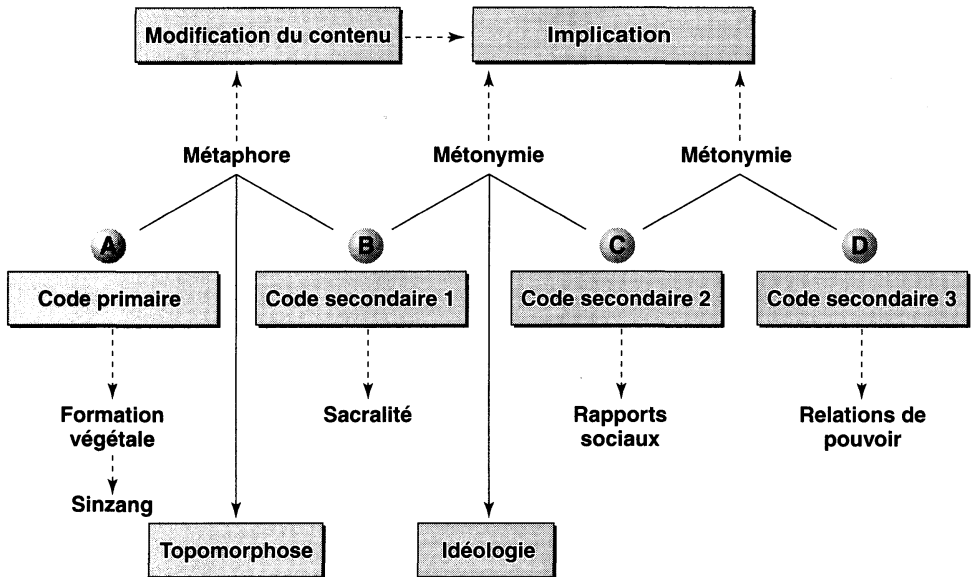 Modification du contenu
Implication
Métaphore
Métonymie
Métonymie
A
B
C
D
Code primaire
Code secondaire 1
Code secondaire 2
Code secondaire 3
Formation
végétale
Sacralité
Rapports
sociaux
Relations de
pouvoir
Sinzang
Topomorphose
Idéologie